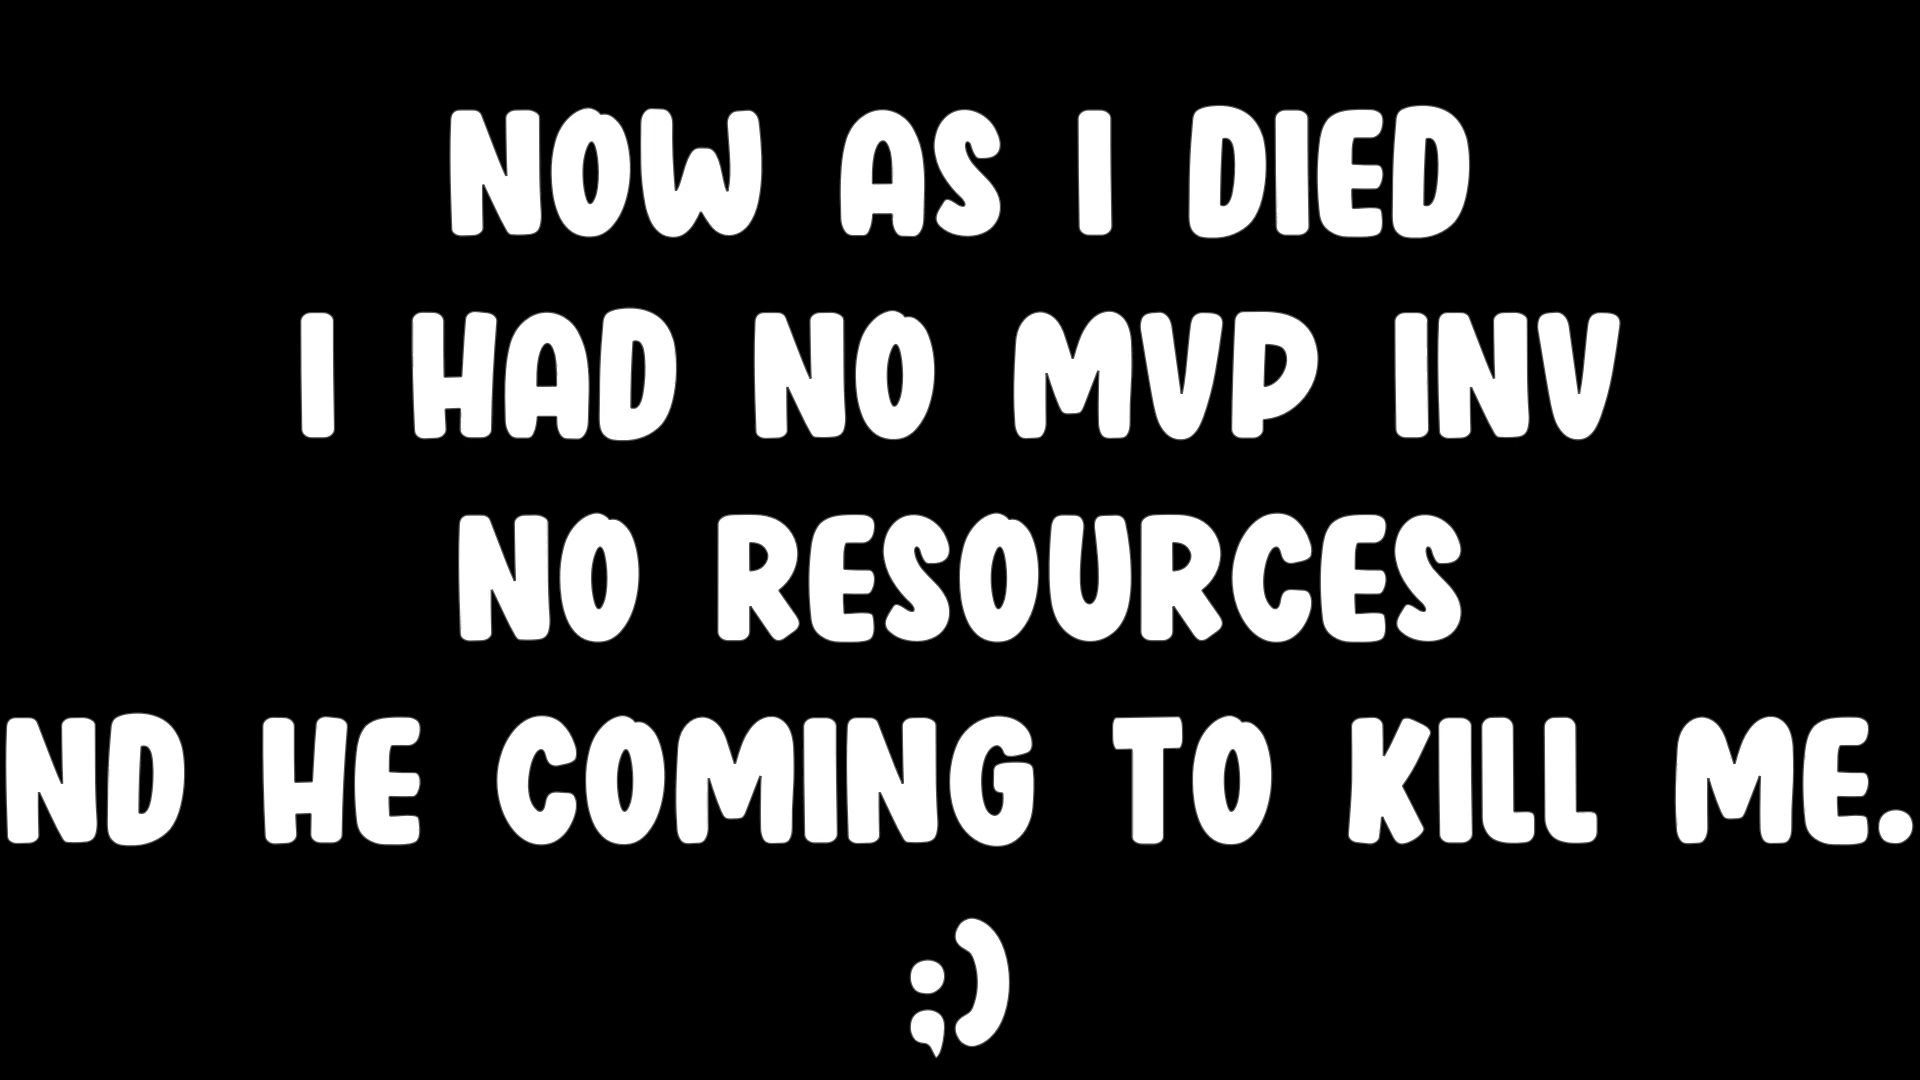 NOW AS I DIED
I HAD NO MVP INV
NO RESOURCES
ND HE COMING TO KILL ME.
;)